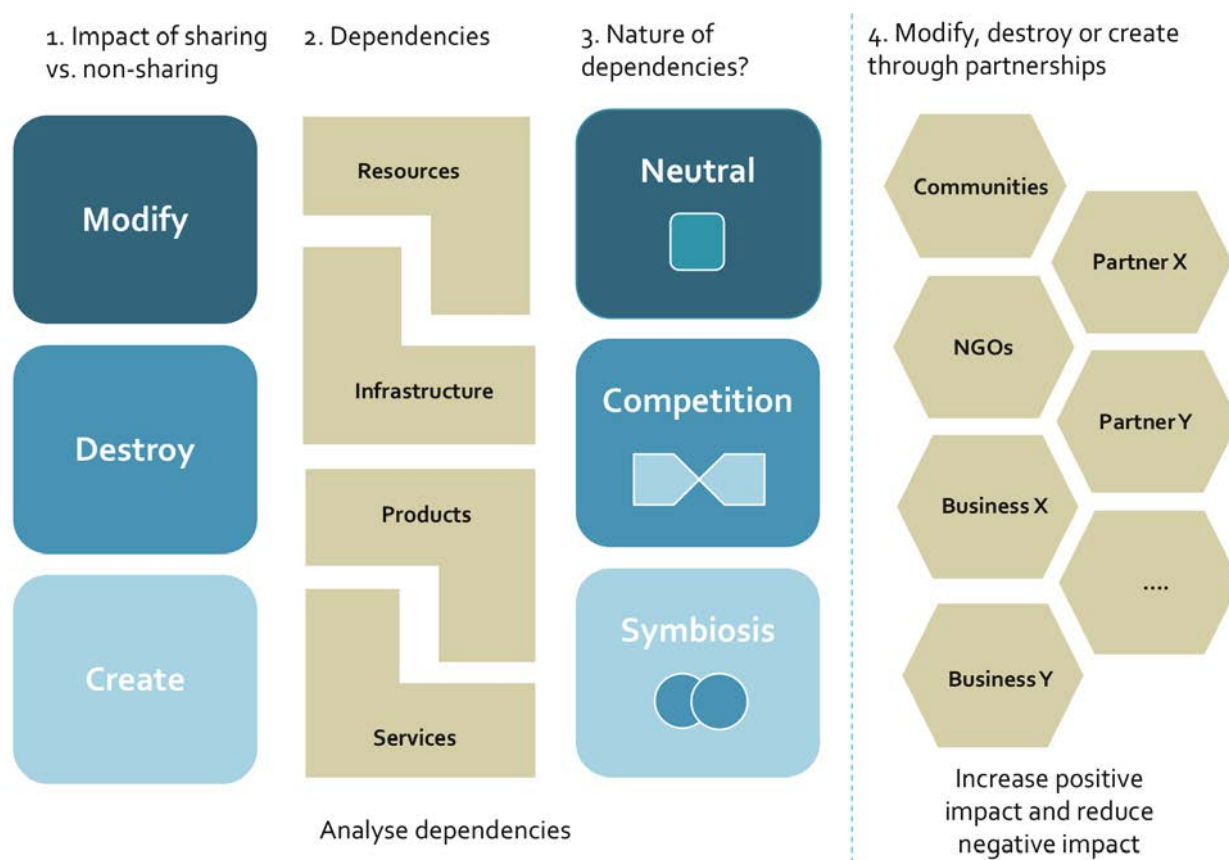 1. Impact of sharing
vs. non-sharing
Modify
Destroy
Create
2. Dependencies
Resources
Infrastructure
Products
Services
3. Nature of
dependencies?
Neutral
Competition
Symbiosis
Analyse dependencies
4. Modify, destroy or create
through partnerships
Communities
Partner X
NGOs
Partner Y
Business X
....
Business Y
Increase positive
impact and reduce
negative impact